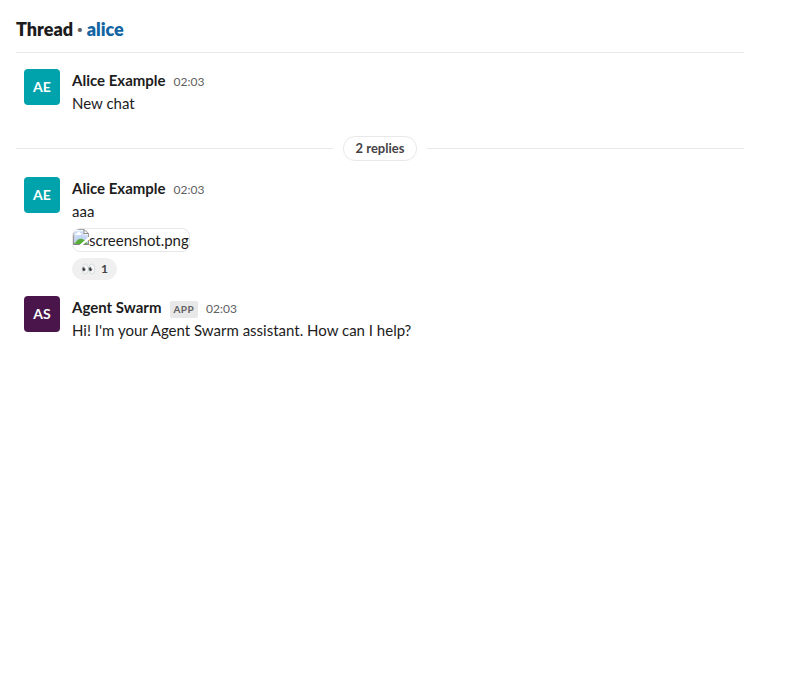 Thread • alice
AE
Alice Example 02:03
New chat
2 replies
AE
Alice Example 02:03
aaa
screenshot.png
👀 1
AS
Agent Swarm APP 02:03
Hi! I'm your Agent Swarm assistant. How can I help?